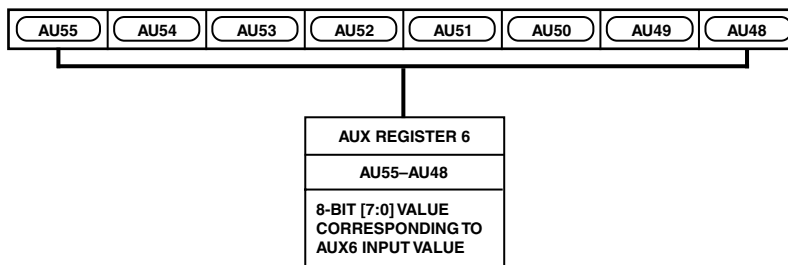 AU55 AU54 AU53 AU52 AU51 AU50 AU49 AU48
AUX REGISTER 6
AU55–AU48
8-BIT [7:0] VALUE
CORRESPONDING TO
AUX6 INPUT VALUE